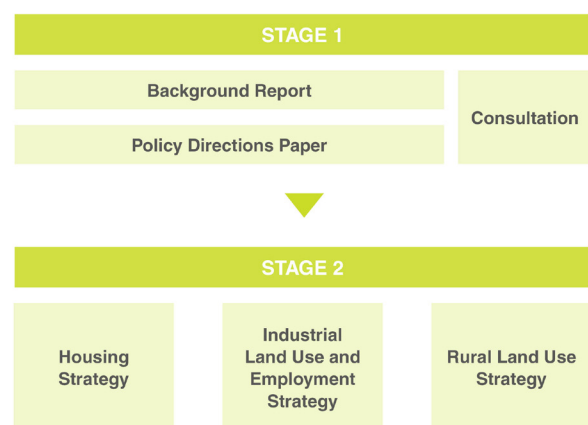 STAGE 1
Background Report
Policy Directions Paper
Consultation
STAGE 2
Housing
Strategy
Industrial
Land Use and
Employment
Strategy
Rural Land Use
Strategy